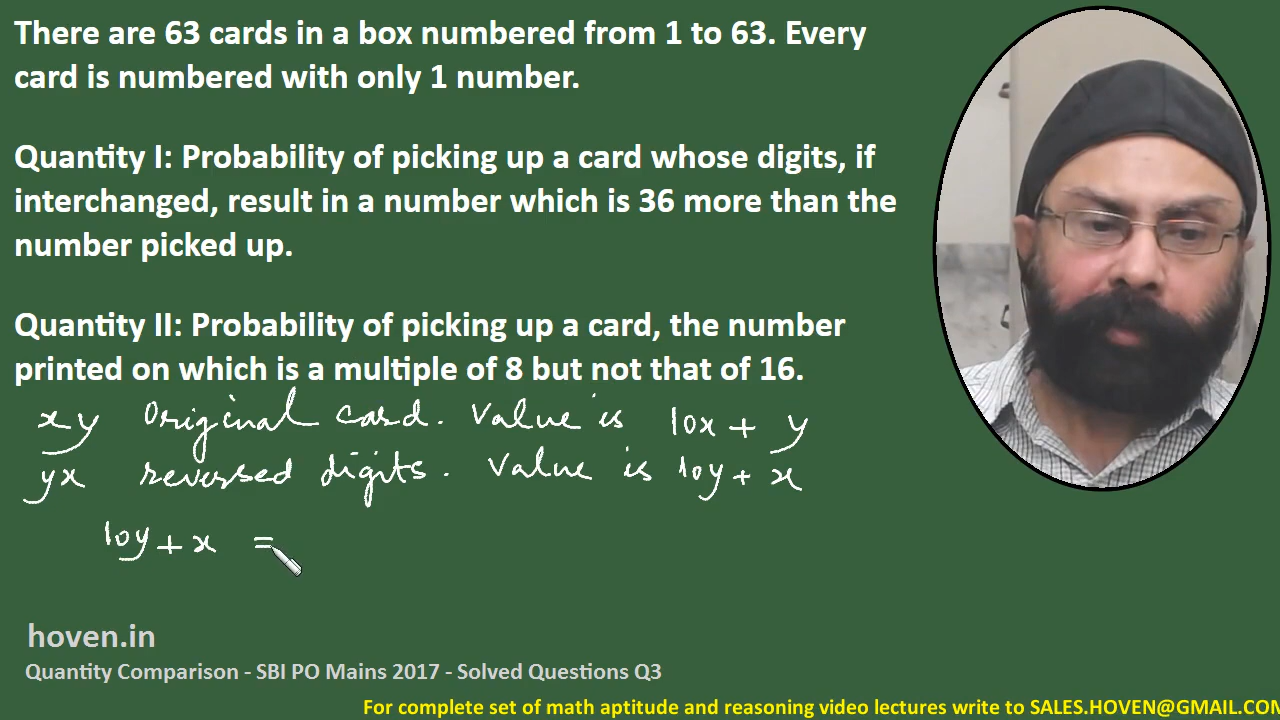 There are 63 cards in a box numbered from 1 to 63. Every
card is numbered with only 1 number.
Quantity I: Probability of picking up a card whose digits, if
interchanged, result in a number which is 36 more than the
number picked up.
Quantity II: Probability of picking up a card, the number
printed on which is a multiple of 8 but not that of 16.
xy original card. Value is 10x + y
yx reversed digits. Value is 10y + x
10y + x =
hoven.in
Quantity Comparison - SBI PO Mains 2017 - Solved Questions Q3
For complete set of math aptitude and reasoning video lectures write to SALES.HOVEN@GMAIL.COM